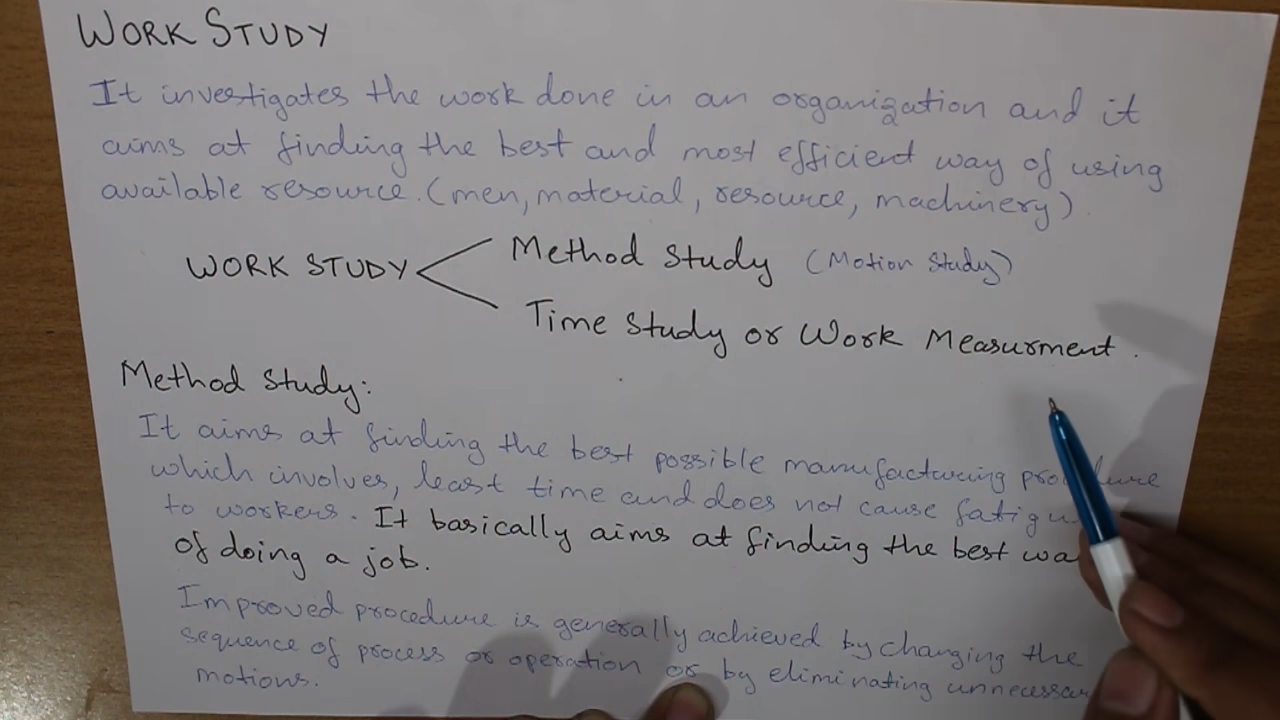 WORK STUDY
It investigates the work done in an organization and it
aims at finding the best and most efficient way of using
available resource. (men, material, resource, machinery)
WORK STUDY
Method Study (Motion Study)
Time Study or Work Measurment.
Method Study:
It aims at finding the best possible manufacturing
which involves, least time and does not cause
to workers. It basically aims at finding the best
of doing a job.
Improved procedure is generally achieved by changing the
sequence of process or operation or by eliminating
motions.